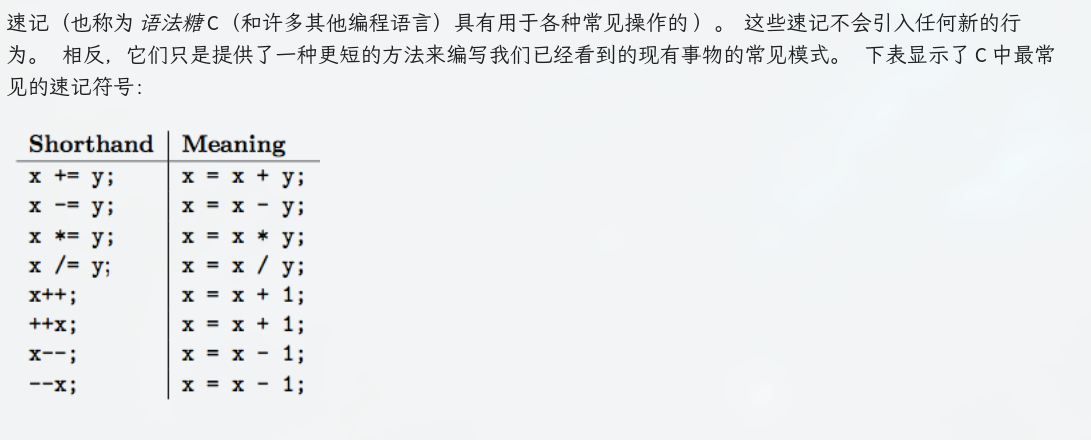 速记（也称为 语法糖C（和许多其他编程语言）具有用于各种常见操作的）。 这些速记不会引入任何新的行
为。 相反，它们只是提供了一种更短的方法来编写我们已经看到的现有事物的常见模式。 下表显示了 C 中最常
见的速记符号：
Shorthand Meaning
x += y; x = x + y;
x -= y; x = x - y;
x *= y; x = x * y;
x /= y; x = x / y;
x++; x = x + 1;
++x; x = x + 1;
x--; x = x - 1;
--x; x = x - 1;